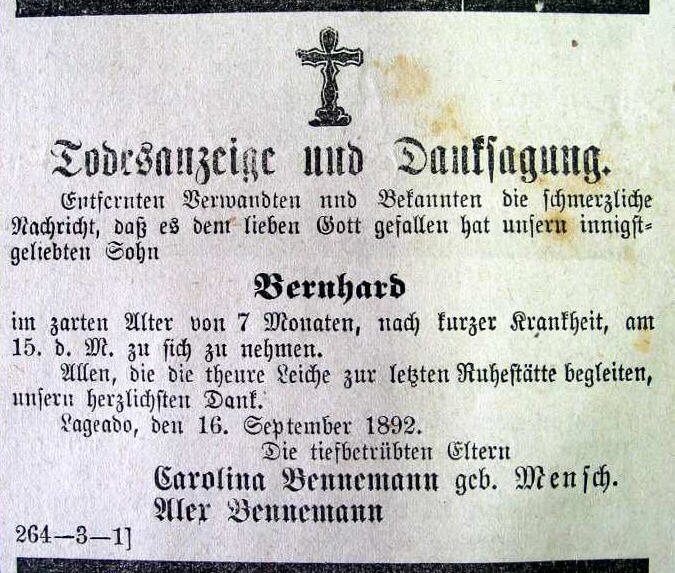 Todesanzeige und Danksagung.
Entfernten Verwandten nnd Bekannten die schmerzliche
Nachricht, daß es dem lieben Gott gefallen hat unsern innigst-
geliebten Sohn
Bernhard
im zarten Alter von 7 Monaten, nach kurzer Krankheit, am
15. d. M. zu sich zu nehmen.
Allen, die die theure Leiche zur letzten Ruhestätte begleiten,
unsern herzlichsten Dank.
Lageado, den 16. September 1892.
Die tiefbetrübten Eltern
Carolina Bennemann geb. Mensch.
Alex Bennemann
264—3—1]